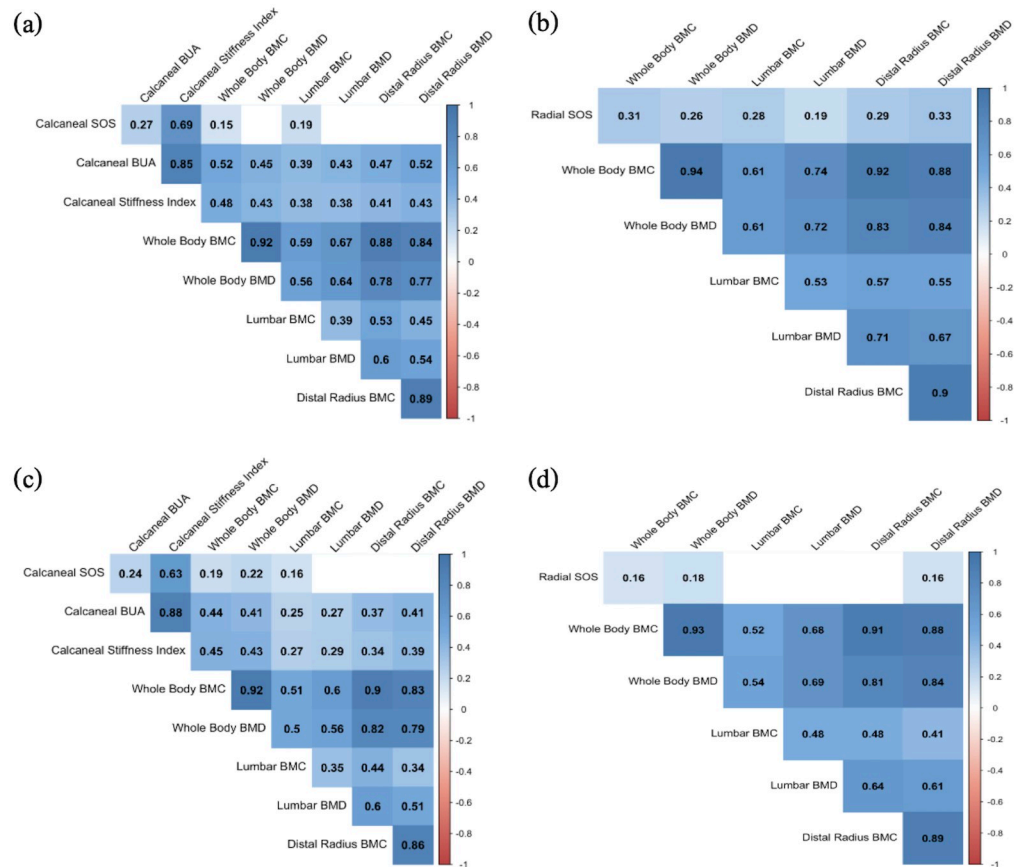 (a)
Calcaneal BUA
Calcaneal Stiffness Index
Whole Body BMC
Whole Body BMD
Lumbar BMC
Lumbar BMD
Distal Radius BMC
Distal Radius BMD
Calcaneal SOS 0.27 0.69 0.15 0.19
Calcaneal BUA 0.85 0.52 0.45 0.39 0.43 0.47 0.52
Calcaneal Stiffness Index 0.48 0.43 0.38 0.38 0.41 0.43
Whole Body BMC 0.92 0.59 0.67 0.88 0.84
Whole Body BMD 0.56 0.64 0.78 0.77
Lumbar BMC 0.39 0.53 0.45
Lumbar BMD 0.6 0.54
Distal Radius BMC 0.89
1
0.8
0.6
0.4
0.2
0
-0.2
-0.4
-0.6
-0.8
-1
(b)
Whole Body BMC
Whole Body BMD
Lumbar BMC
Lumbar BMD
Distal Radius BMC
Distal Radius BMD
Radial SOS 0.31 0.26 0.28 0.19 0.29 0.33
Whole Body BMC 0.94 0.61 0.74 0.92 0.88
Whole Body BMD 0.61 0.72 0.83 0.84
Lumbar BMC 0.53 0.57 0.55
Lumbar BMD 0.71 0.67
Distal Radius BMC 0.9
1
0.8
0.6
0.4
0.2
0
-0.2
-0.4
-0.6
-0.8
-1
(c)
Calcaneal BUA
Calcaneal Stiffness Index
Whole Body BMC
Whole Body BMD
Lumbar BMC
Lumbar BMD
Distal Radius BMC
Distal Radius BMD
Calcaneal SOS 0.24 0.63 0.19 0.22 0.16
Calcaneal BUA 0.88 0.44 0.41 0.25 0.27 0.37 0.41
Calcaneal Stiffness Index 0.45 0.43 0.27 0.29 0.34 0.39
Whole Body BMC 0.92 0.51 0.6 0.9 0.83
Whole Body BMD 0.5 0.56 0.82 0.79
Lumbar BMC 0.35 0.44 0.34
Lumbar BMD 0.6 0.51
Distal Radius BMC 0.86
1
0.8
0.6
0.4
0.2
0
-0.2
-0.4
-0.6
-0.8
-1
(d)
Whole Body BMC
Whole Body BMD
Lumbar BMC
Lumbar BMD
Distal Radius BMC
Distal Radius BMD
Radial SOS 0.16 0.18 0.16
Whole Body BMC 0.93 0.52 0.68 0.91 0.88
Whole Body BMD 0.54 0.69 0.81 0.84
Lumbar BMC 0.48 0.48 0.41
Lumbar BMD 0.64 0.61
Distal Radius BMC 0.89
1
0.8
0.6
0.4
0.2
0
-0.2
-0.4
-0.6
-0.8
-1